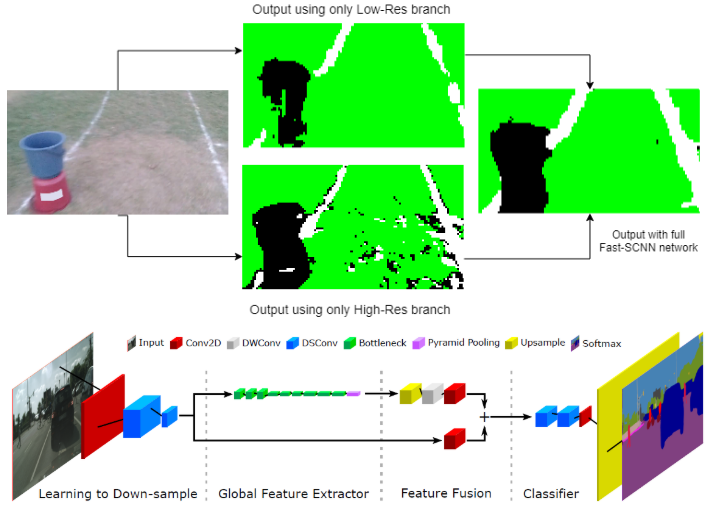 Output using only Low-Res branch
Output with full
Fast-SCNN network
Output using only High-Res branch
Input Conv2D DWConv DSConv Bottleneck Pyramid Pooling Upsample Softmax
Learning to Down-sample Global Feature Extractor Feature Fusion Classifier